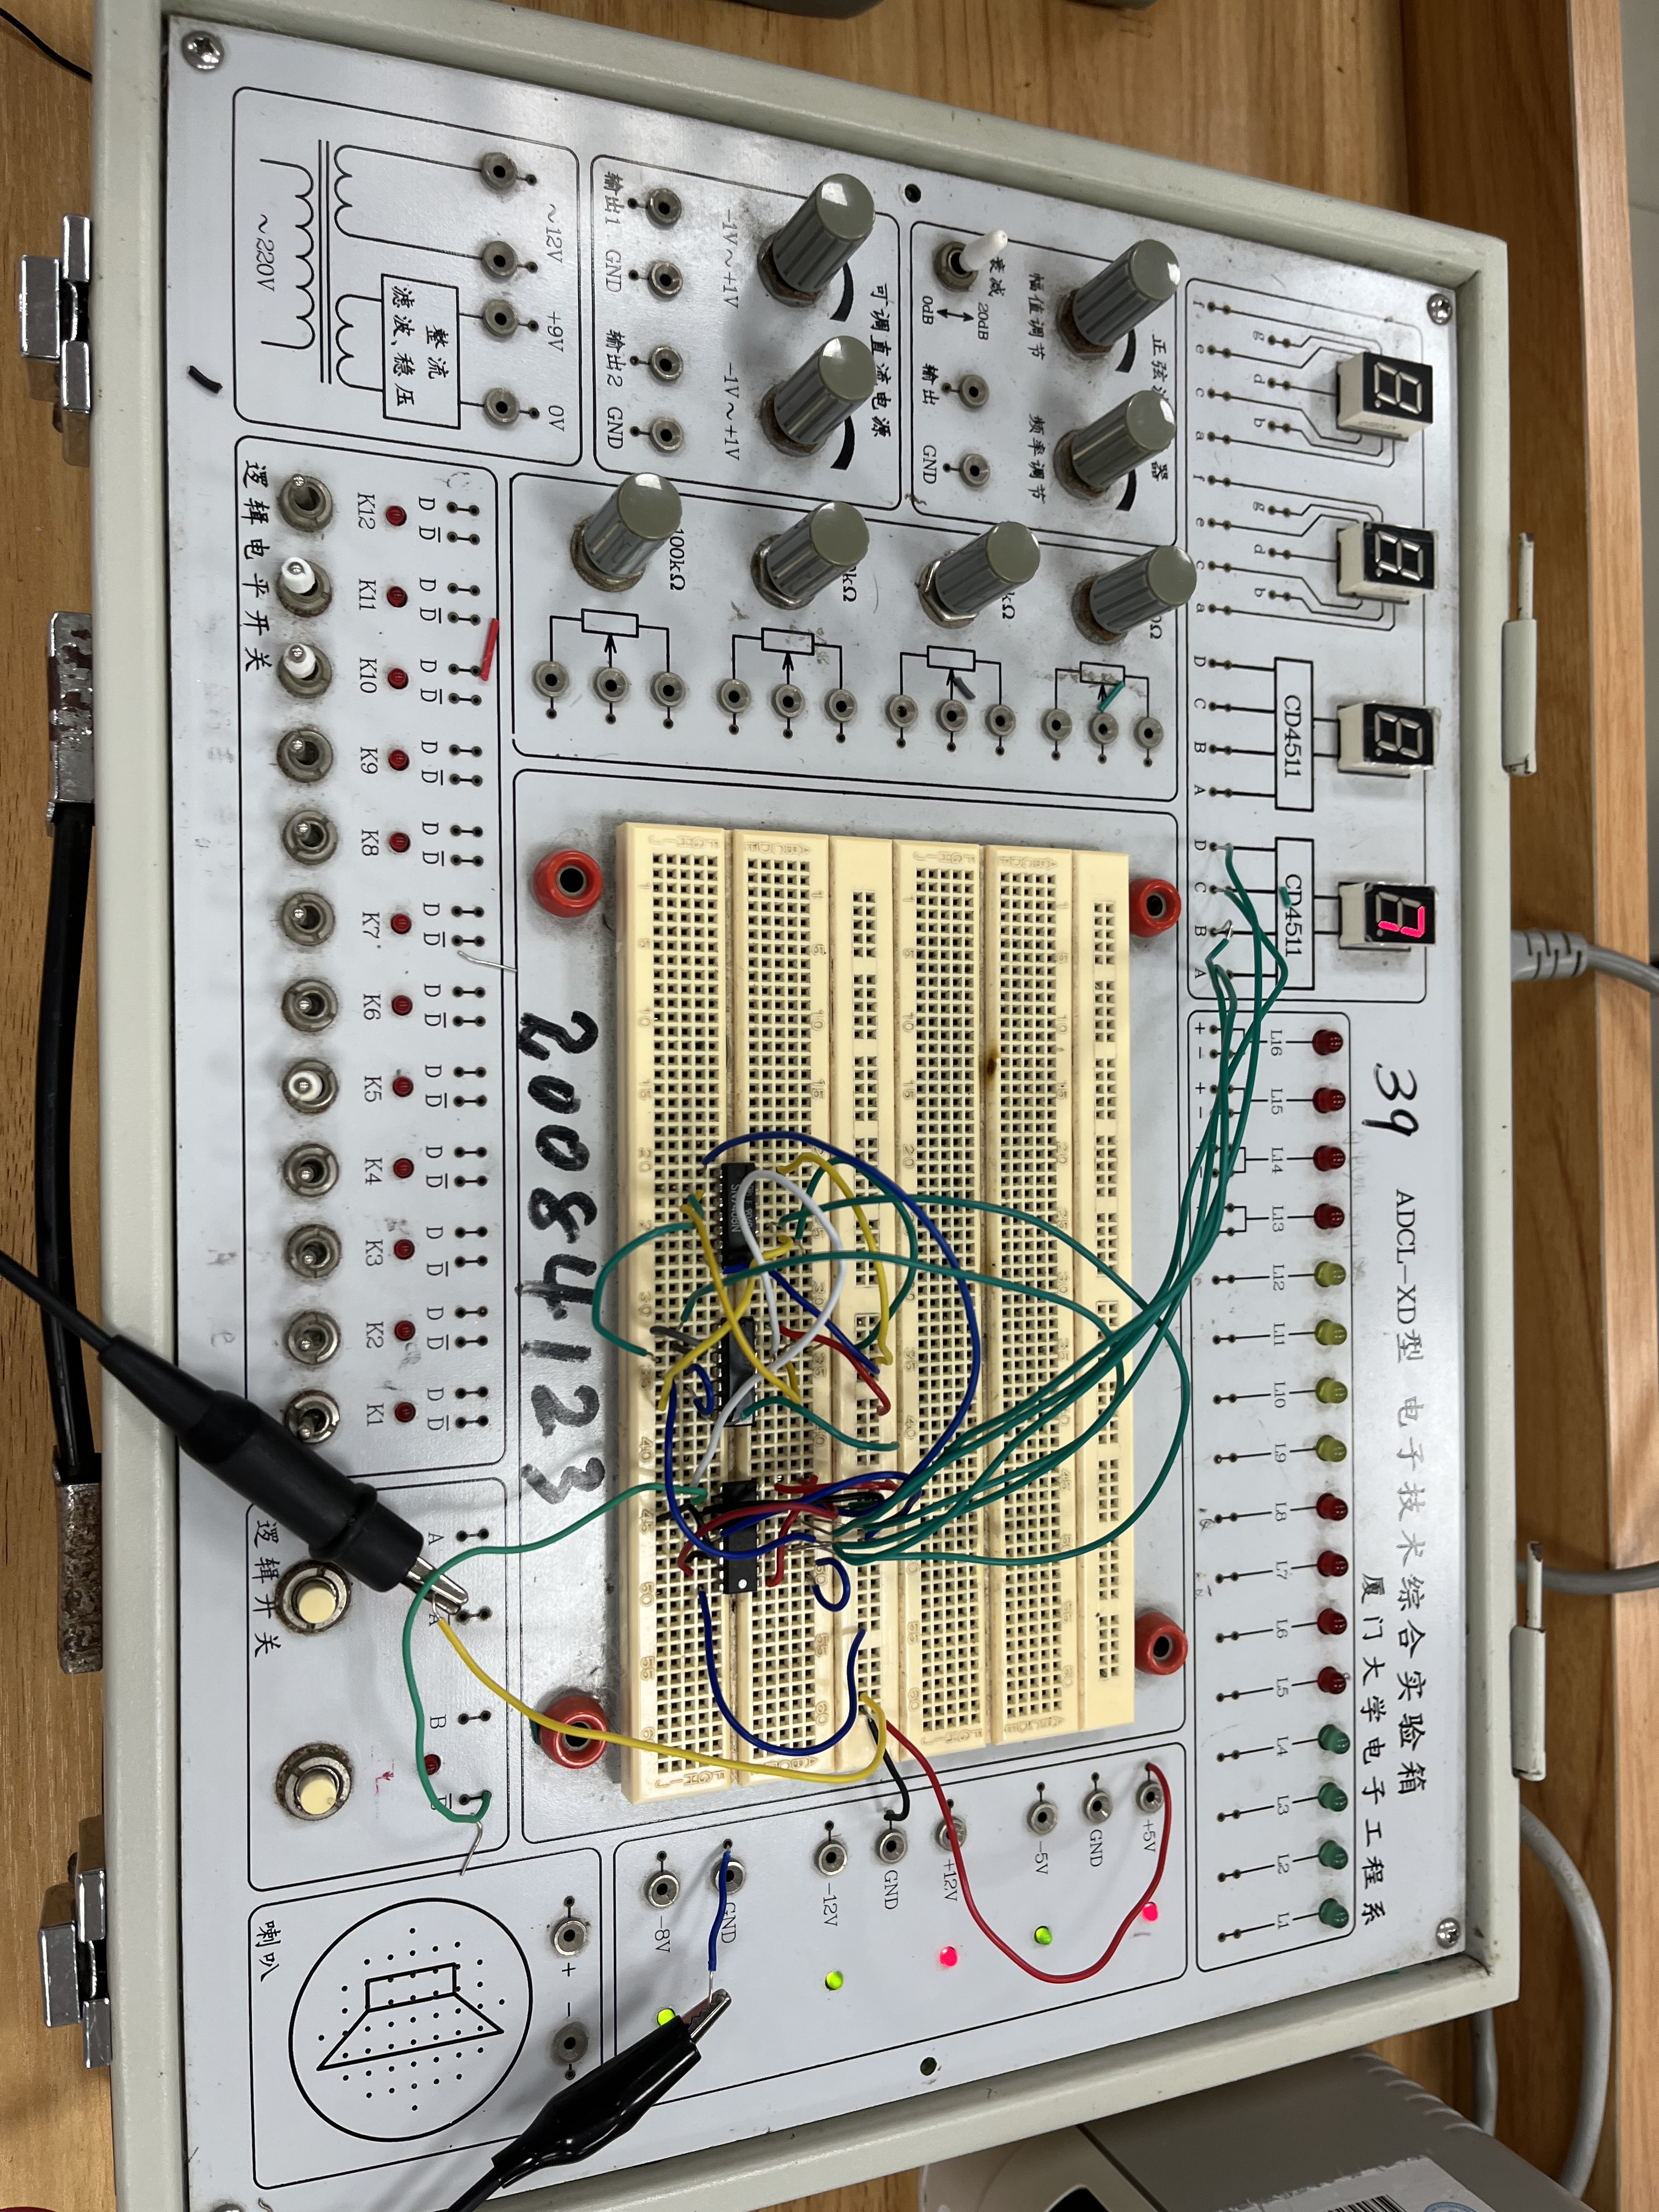 39
ADCL-XD型 电子技术综合实验箱
厦门大学电子工程系
f g e d c b a
f g e d c b a
D C B A
CD4511
D C B A
CD4511
L16 L15 L14 L13 L12 L11 L10 L9 L8 L7 L6 L5 L4 L3 L2 L1
+ - + -
幅值调节
频率调节
衰减
20dB
0dB
输出
GND
可调直流电源
-1V～+1V
-1V～+1V
输出1 GND 输出2 GND
～12V
+9V
0V
～220V
整流
滤波、稳压
100kΩ
逻辑电平开关
K12 K11 K10 K9 K8 K7 K6 K5 K4 K3 K2 K1
D D̅ D D̅ D D̅ D D̅ D D̅ D D̅ D D̅ D D̅ D D̅ D D̅ D D̅ D D̅
20084123
逻辑开关
A
B
+5V
GND
-5V
+12V
GND
-12V
GND
-8V
喇叭
+ -